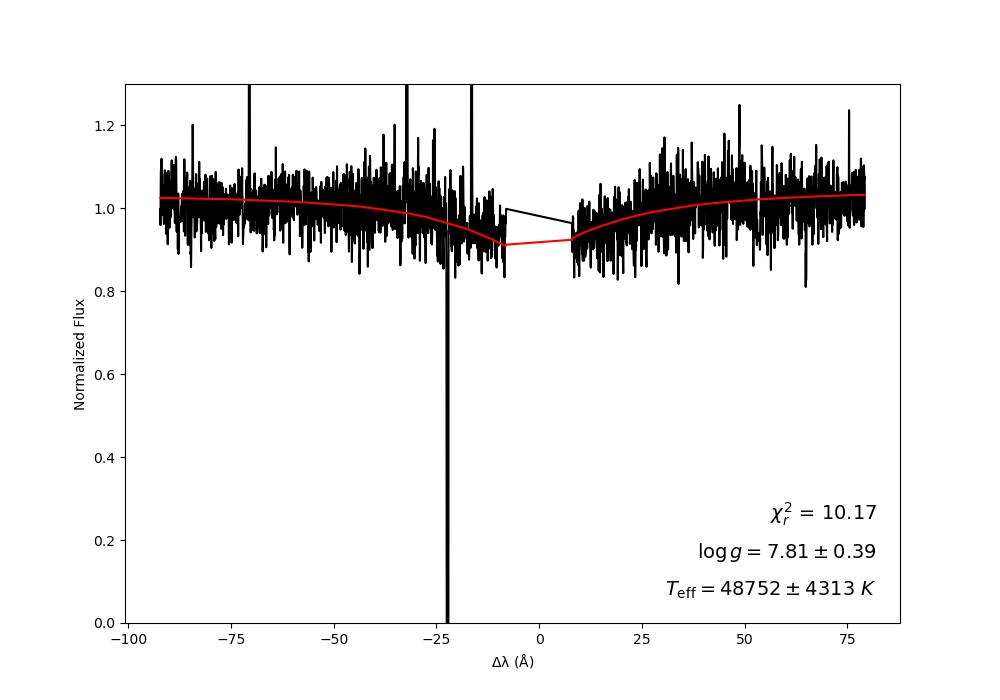 1.2
1.0
0.8
0.6
0.4
0.2
0.0
Normalized Flux
χ_r^2 = 10.17
log g = 7.81 ± 0.39
T_eff = 48752 ± 4313 K
−100 −75 −50 −25 0 25 50 75
Δλ (Å)